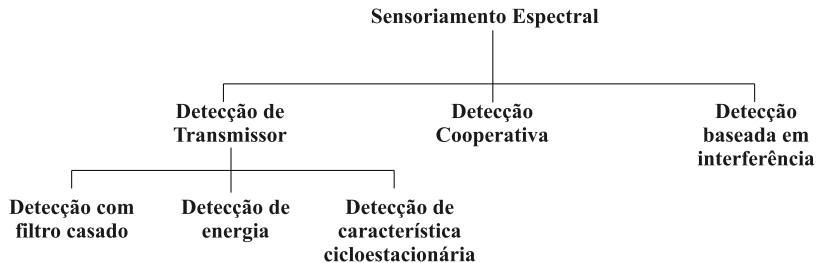 Sensoriamento Espectral
Detecção de
Transmissor
Detecção
Cooperativa
Detecção
baseada em
interferência
Detecção com
filtro casado
Detecção de
energia
Detecção de
característica
cicloestacionária